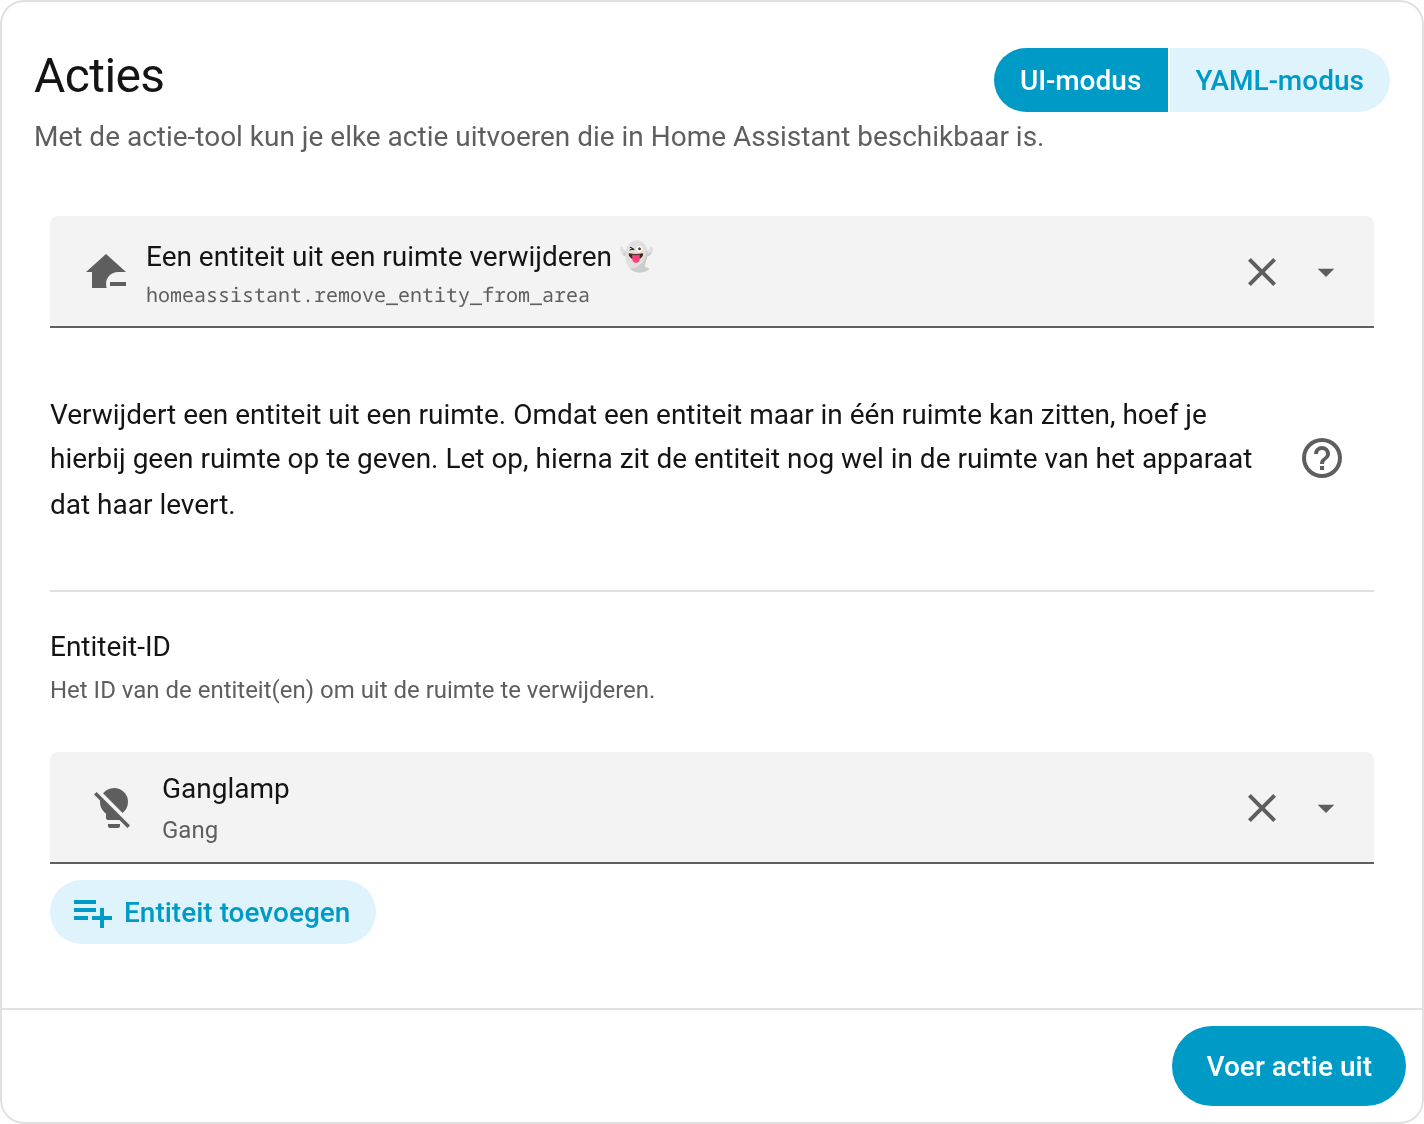 Acties
UI-modus
YAML-modus
Met de actie-tool kun je elke actie uitvoeren die in Home Assistant beschikbaar is.
Een entiteit uit een ruimte verwijderen 👻
homeassistant.remove_entity_from_area
Verwijdert een entiteit uit een ruimte. Omdat een entiteit maar in één ruimte kan zitten, hoef je
hierbij geen ruimte op te geven. Let op, hierna zit de entiteit nog wel in de ruimte van het apparaat
dat haar levert.
Entiteit-ID
Het ID van de entiteit(en) om uit de ruimte te verwijderen.
Ganglamp
Gang
Entiteit toevoegen
Voer actie uit